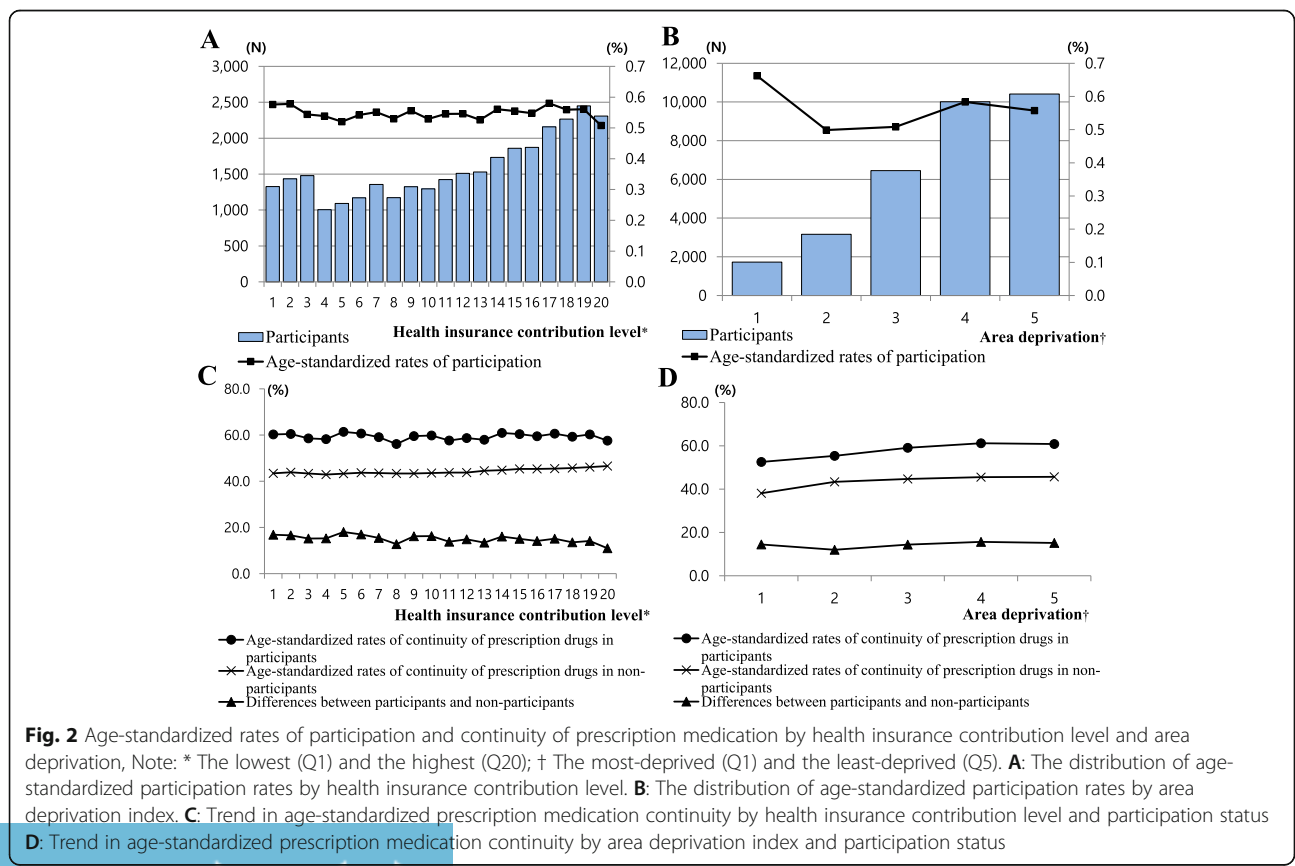 A
(N)
(%)
3,000
2,500
2,000
1,500
1,000
500
0
0.7
0.6
0.5
0.4
0.3
0.2
0.1
0.0
1 2 3 4 5 6 7 8 9 10 11 12 13 14 15 16 17 18 19 20
Participants
Health insurance contribution level*
Age-standardized rates of participation
B
(N)
(%)
12,000
10,000
8,000
6,000
4,000
2,000
0
0.7
0.6
0.5
0.4
0.3
0.2
0.1
0.0
1 2 3 4 5
Participants
Area deprivation†
Age-standardized rates of participation
C
(%)
80.0
60.0
40.0
20.0
0.0
1 2 3 4 5 6 7 8 9 10 11 12 13 14 15 16 17 18 19 20
Health insurance contribution level*
Age-standardized rates of continuity of prescription drugs in
participants
Age-standardized rates of continuity of prescription drugs in non-
participants
Differences between participants and non-participants
D
(%)
80.0
60.0
40.0
20.0
0.0
1 2 3 4 5
Area deprivation†
Age-standardized rates of continuity of prescription drugs in
participants
Age-standardized rates of continuity of prescription drugs in non-
participants
Differences between participants and non-participants
Fig. 2 Age-standardized rates of participation and continuity of prescription medication by health insurance contribution level and area
deprivation, Note: * The lowest (Q1) and the highest (Q20); † The most-deprived (Q1) and the least-deprived (Q5). A: The distribution of age-
standardized participation rates by health insurance contribution level. B: The distribution of age-standardized participation rates by area
deprivation index. C: Trend in age-standardized prescription medication continuity by health insurance contribution level and participation status
D: Trend in age-standardized prescription medication continuity by area deprivation index and participation status